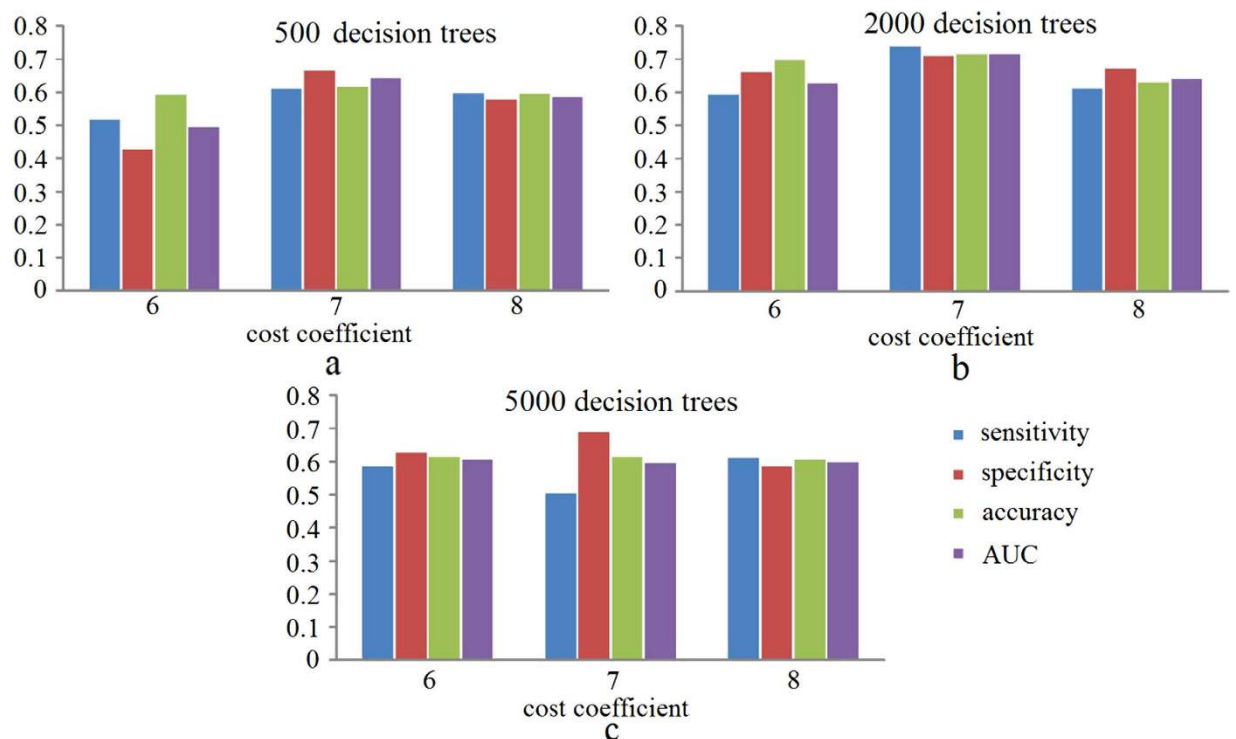 500 decision trees
0.8
0.7
0.6
0.5
0.4
0.3
0.2
0.1
0
6 7 8
cost coefficient
a
2000 decision trees
0.8
0.7
0.6
0.5
0.4
0.3
0.2
0.1
0
6 7 8
cost coefficient
b
5000 decision trees
0.8
0.7
0.6
0.5
0.4
0.3
0.2
0.1
0
6 7 8
cost coefficient
c
sensitivity
specificity
accuracy
AUC